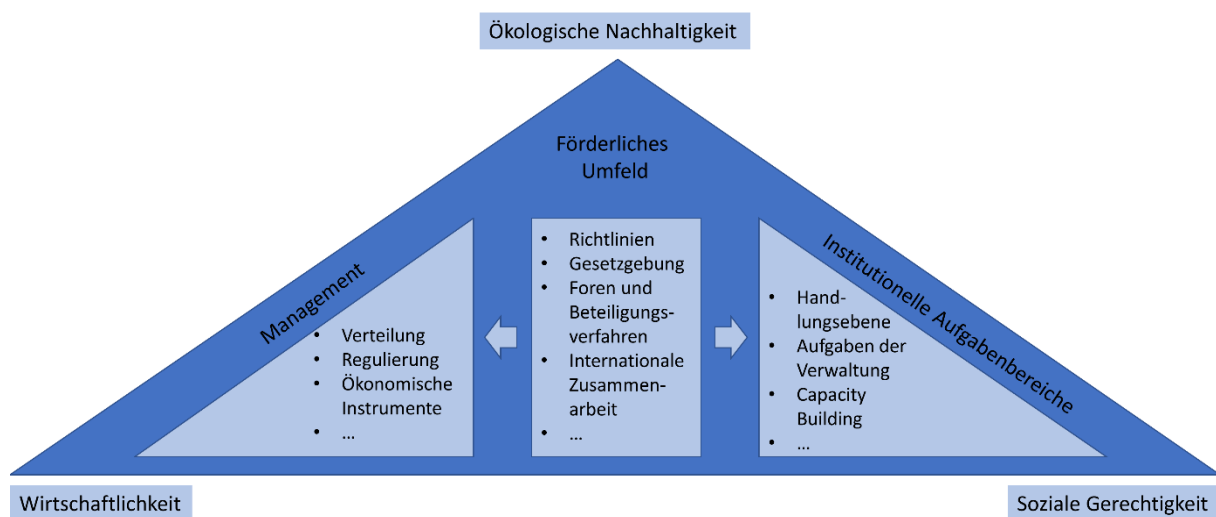 Ökologische Nachhaltigkeit
Förderliches
Umfeld
Management
• Verteilung
• Regulierung
• Ökonomische
Instrumente
• ...
• Richtlinien
• Gesetzgebung
• Foren und
Beteiligungs-
verfahren
• Internationale
Zusammen-
arbeit
• ...
Institutionelle Aufgabenbereiche
• Hand-
lungsebene
• Aufgaben der
Verwaltung
• Capacity
Building
• ...
Wirtschaftlichkeit
Soziale Gerechtigkeit